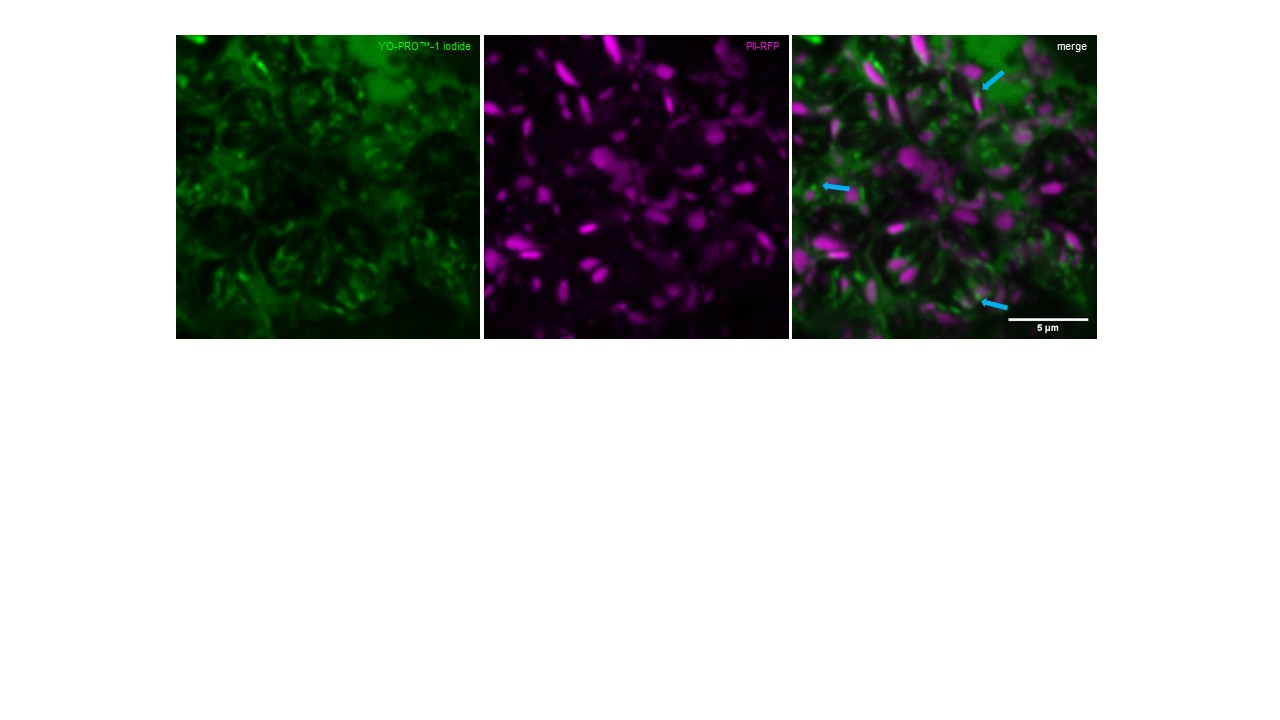 YO-PRO™-1 iodide
PII-RFP
merge
5 µm